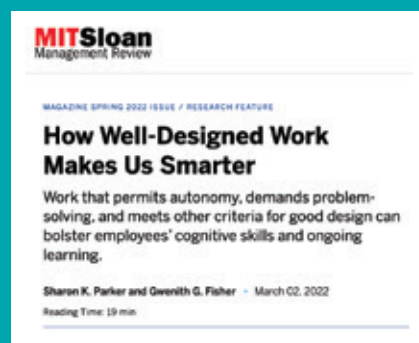 MITSloan
Management Review
MAGAZINE SPRING 2022 ISSUE / RESEARCH FEATURE
How Well-Designed Work
Makes Us Smarter
Work that permits autonomy, demands problem-
solving, and meets other criteria for good design can
bolster employees' cognitive skills and ongoing
learning.
Sharon K. Parker and Gwenith G. Fisher • March 02, 2022
Reading Time: 19 min